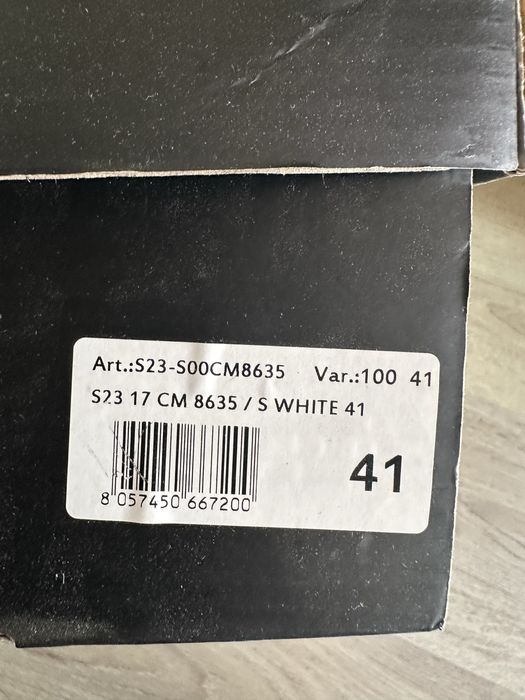 Art.:S23-S00CM8635 Var.:100 41
S23 17 CM 8635 / S WHITE 41
41
8 057450 667200